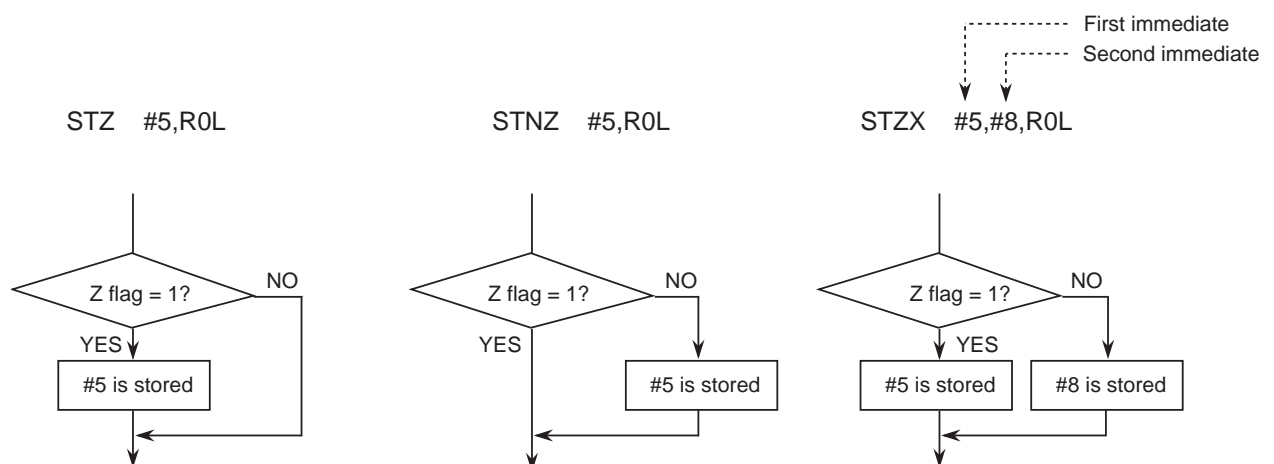 First immediate
Second immediate
STZ #5,R0L
STNZ #5,R0L
STZX #5,#8,R0L
Z flag = 1?
NO
YES
#5 is stored
Z flag = 1?
NO
YES
#5 is stored
Z flag = 1?
NO
YES
#5 is stored
#8 is stored